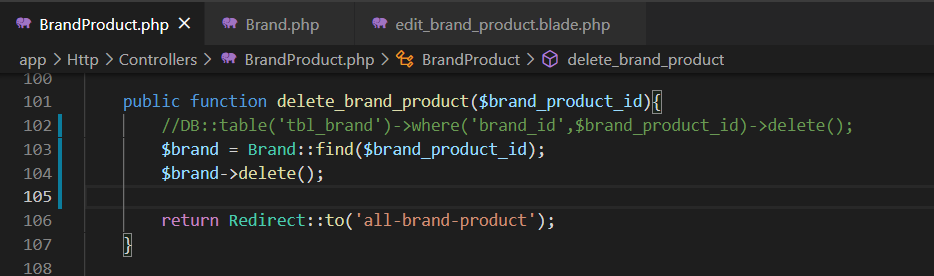 BrandProduct.php × Brand.php edit_brand_product.blade.php
app > Http > Controllers > BrandProduct.php > BrandProduct > delete_brand_product
100
101 public function delete_brand_product($brand_product_id){
102 //DB::table('tbl_brand')->where('brand_id',$brand_product_id)->delete();
103 $brand = Brand::find($brand_product_id);
104 $brand->delete();
105
106 return Redirect::to('all-brand-product');
107 }
108